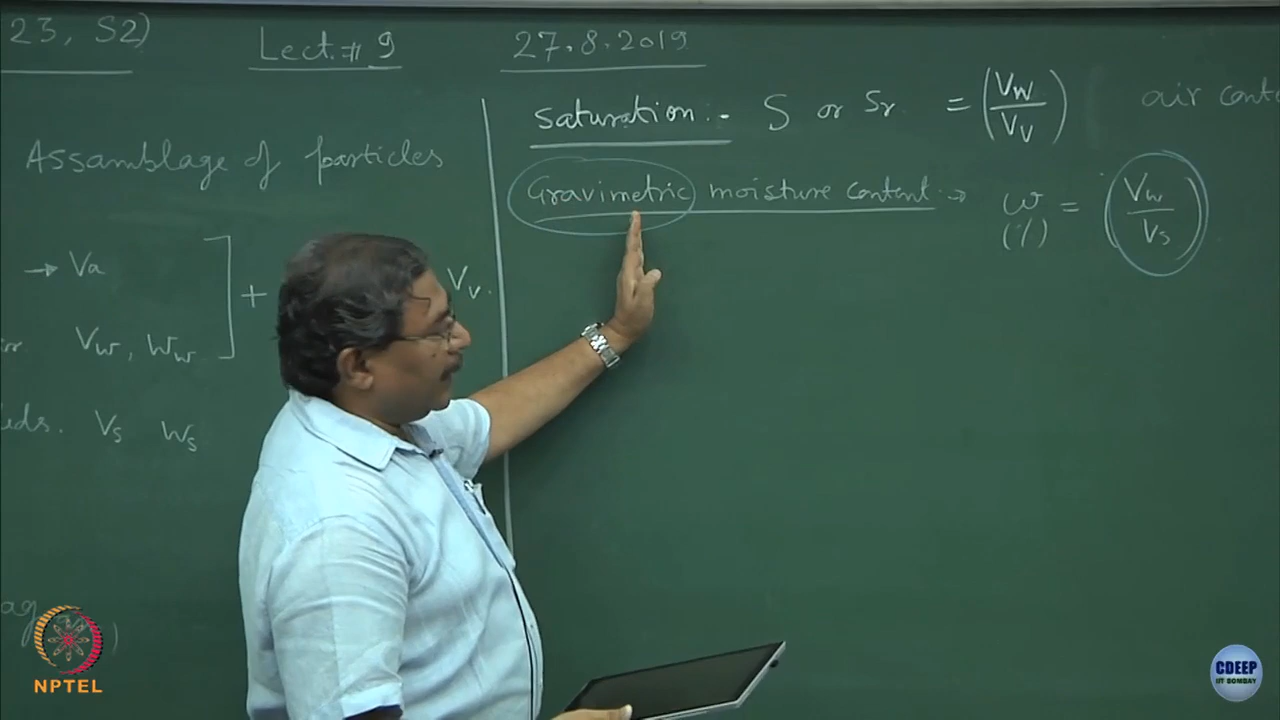 23, S2)
Lect. # 9
27.8.2019
Assamblage of particles
→ Va
Vw, Ww
+ Vv.
Vs Ws
Saturation :- S or Sr = (Vw/Vv)
air conte
Gravimetric moisture content → w (%) = (Vw/Vs)
NPTEL
CDEEP
IIT BOMBAY